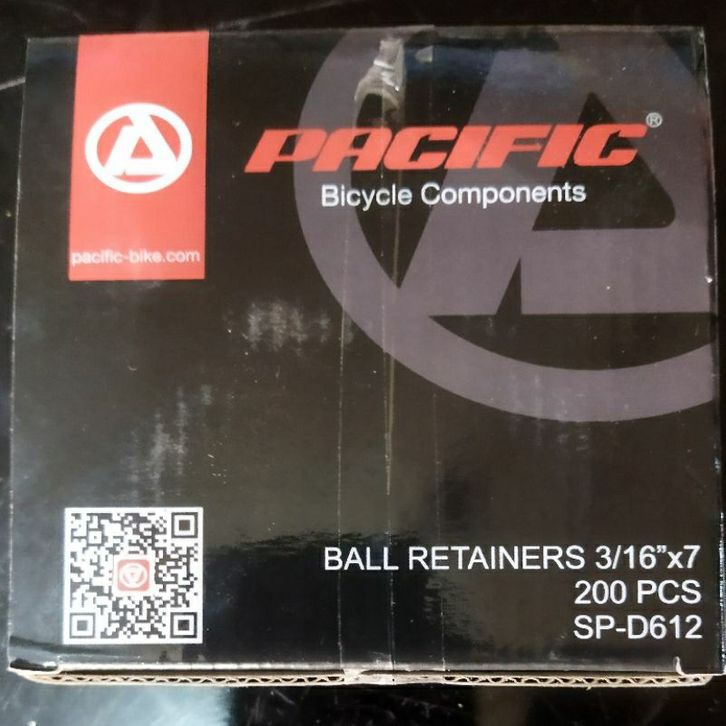 PACIFIC®
Bicycle Components
pacific-bike.com
BALL RETAINERS 3/16”x7
200 PCS
SP-D612